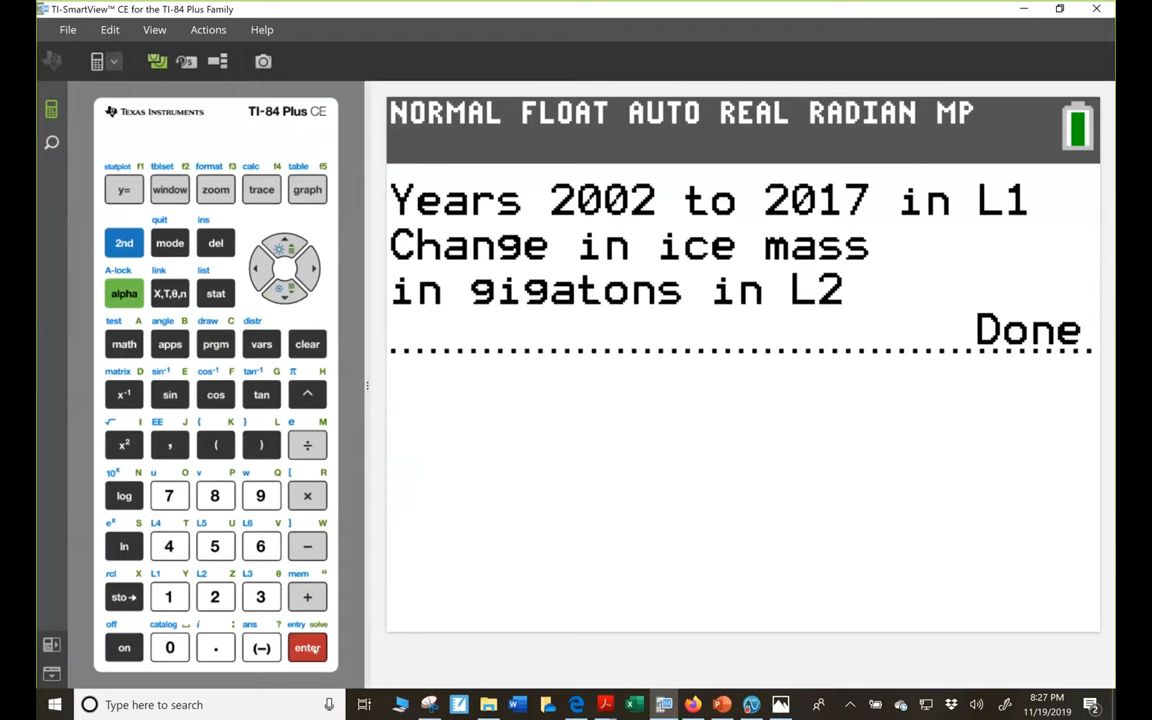 TI-SmartView™ CE for the TI-84 Plus Family
File Edit View Actions Help
TEXAS INSTRUMENTS TI-84 Plus CE
NORMAL FLOAT AUTO REAL RADIAN MP
statplot f1 tblset f2 format f3 calc f4 table f5
y= window zoom trace graph
Years 2002 to 2017 in L1
quit ins
2nd mode del
Change in ice mass
A-lock link list
alpha X,T,θ,n stat
in gigatons in L2
test A angle B draw C distr
math apps prgm vars clear
Done
matrix D sin⁻¹ E cos⁻¹ F tan⁻¹ G π H
x⁻¹ sin cos tan ^
√ I EE J { K } L e M
x² , ( ) ÷
10ˣ N u O v P w Q [ R
log 7 8 9 ×
eˣ S L4 T L5 U L6 V ] W
ln 4 5 6 −
rcl X L1 Y L2 Z L3 θ mem "
sto→ 1 2 3 +
off catalog ⎵ i : ans ? entry solve
on 0 . (−) enter
Type here to search
8:27 PM
11/19/2019
2